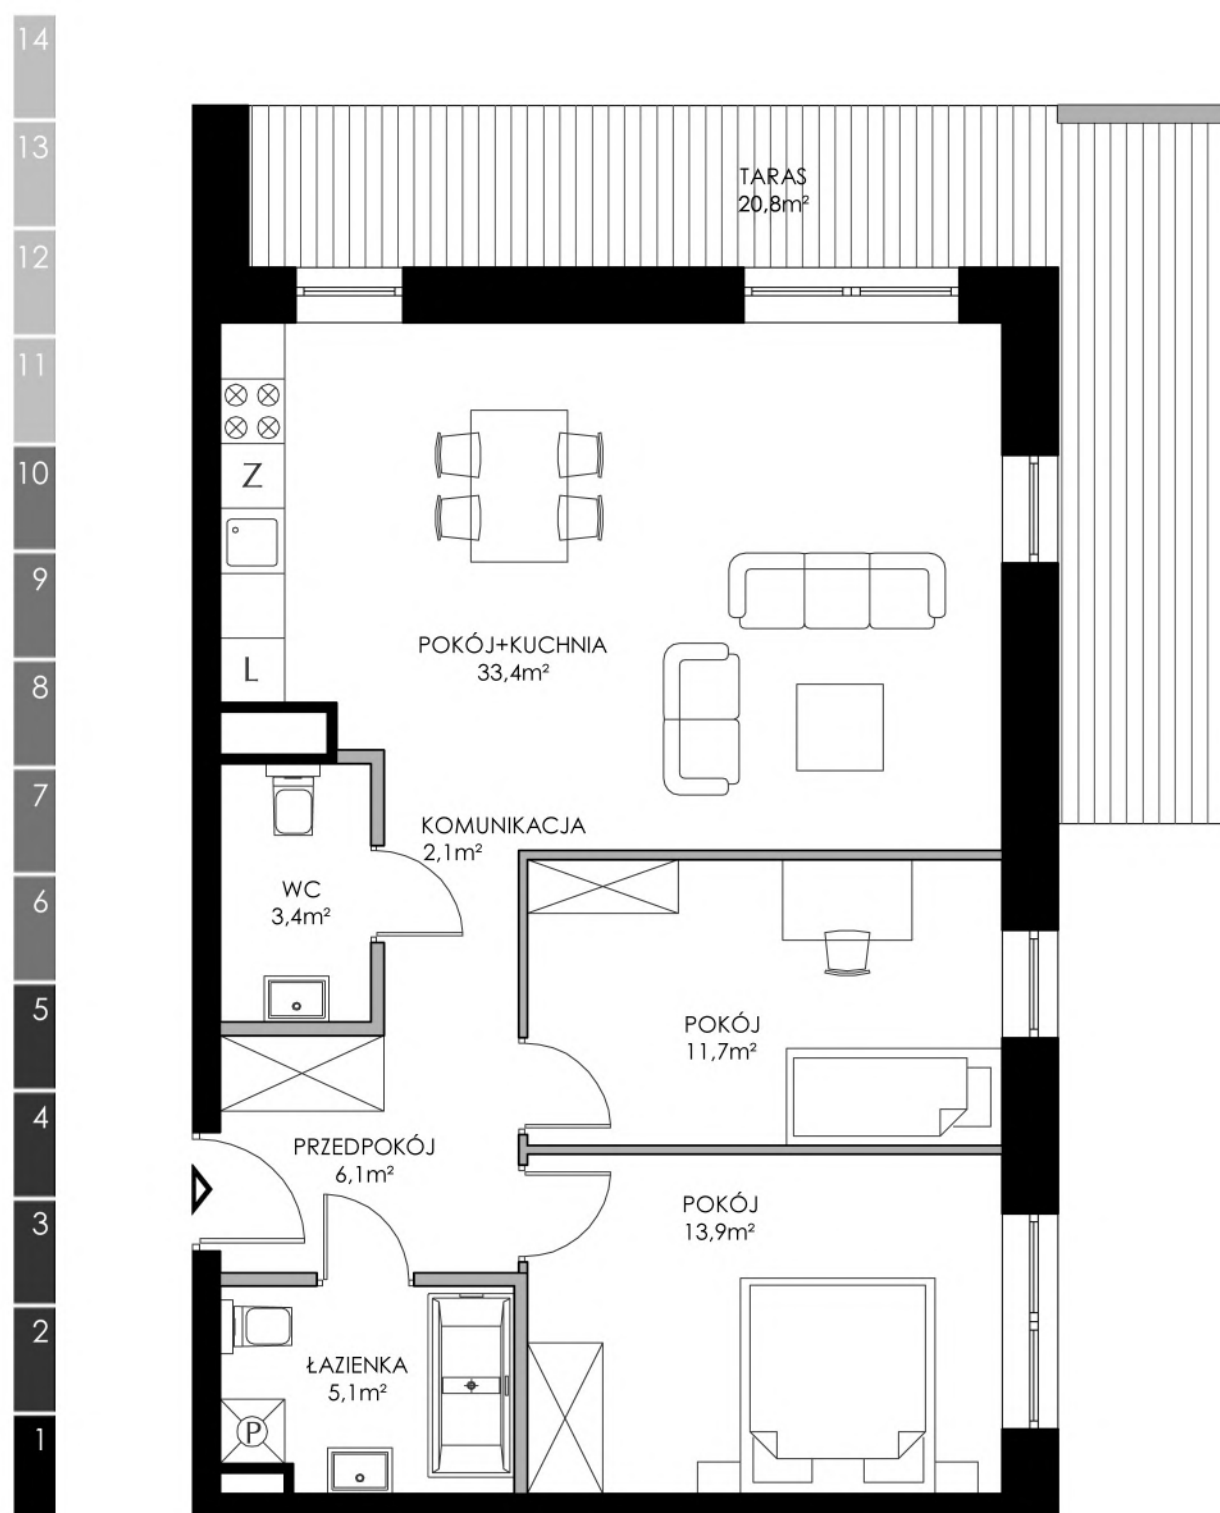 14
13
12
11
10
9
8
7
6
5
4
3
2
1
TARAS
20,8m²
Z
L
POKÓJ+KUCHNIA
33,4m²
KOMUNIKACJA
2,1m²
WC
3,4m²
POKÓJ
11,7m²
PRZEDPOKÓJ
6,1m²
POKÓJ
13,9m²
ŁAZIENKA
5,1m²
P